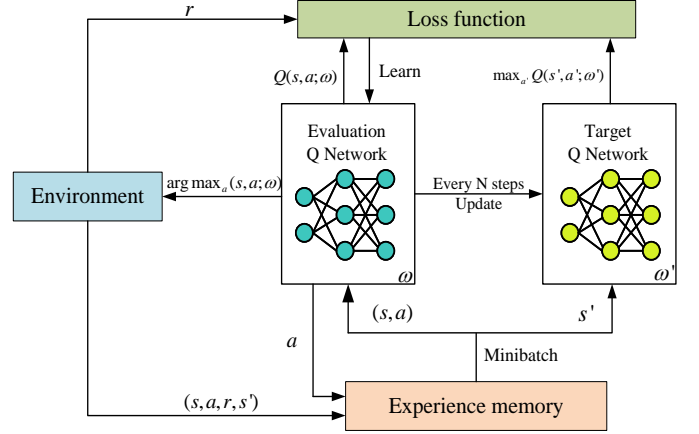 r
Loss function
Q(s,a;ω)
Learn
max_a' Q(s',a';ω')
Evaluation
Q Network
Target
Q Network
Environment
arg max_a (s,a;ω)
Every N steps
Update
ω
ω'
(s,a)
s'
a
Minibatch
(s,a,r,s')
Experience memory